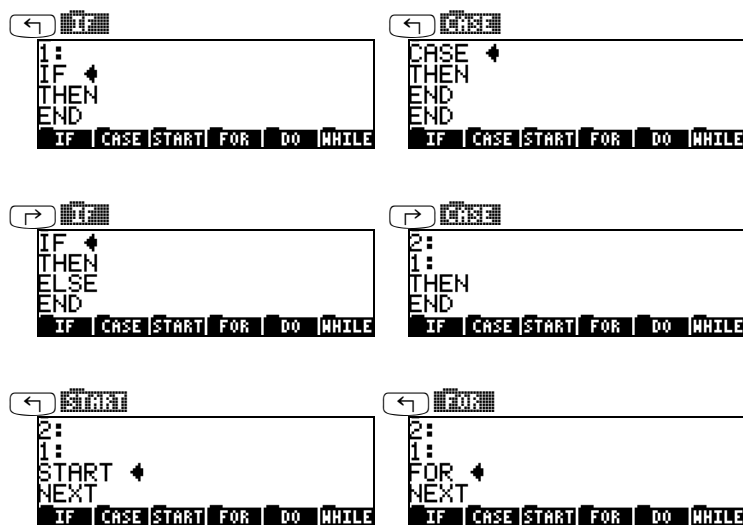 IF
1:
IF
THEN
END
IF CASE START FOR DO WHILE
CASE
CASE
THEN
END
END
IF CASE START FOR DO WHILE
IF
IF
THEN
ELSE
END
IF CASE START FOR DO WHILE
CASE
2:
1:
THEN
END
IF CASE START FOR DO WHILE
START
2:
1:
START
NEXT
IF CASE START FOR DO WHILE
FOR
2:
1:
FOR
NEXT
IF CASE START FOR DO WHILE